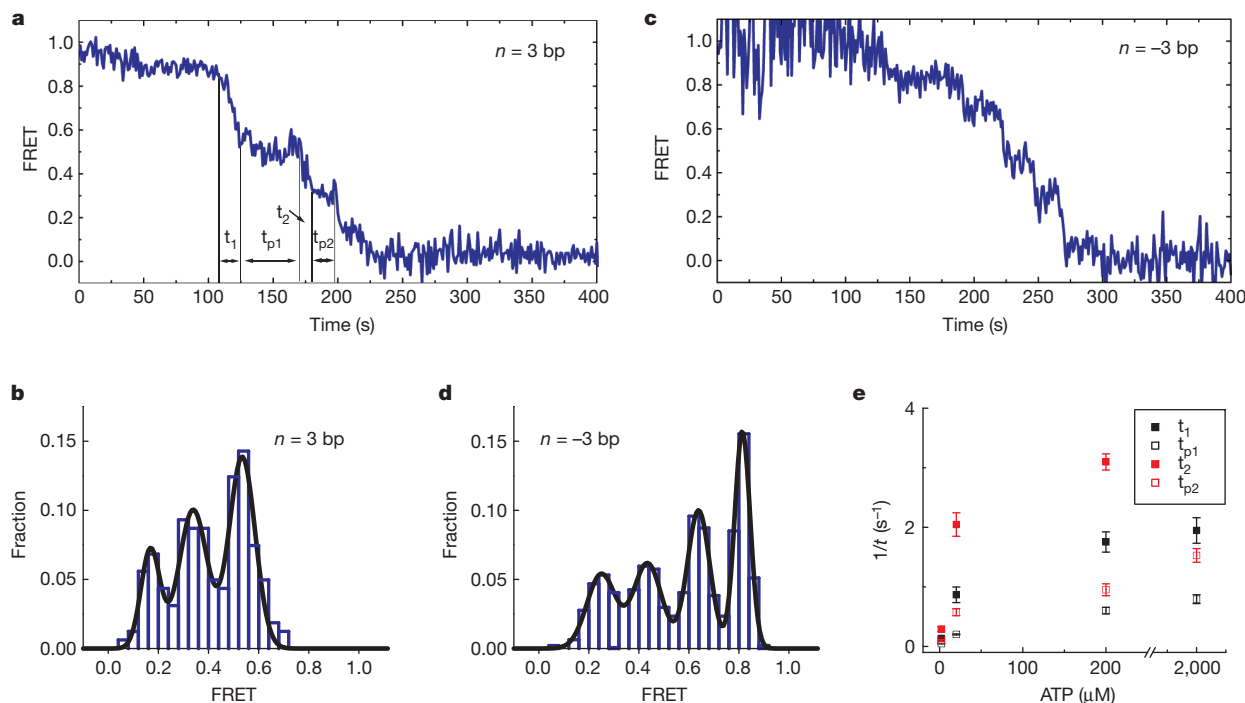 a
n = 3 bp
FRET
1.0
0.8
0.6
0.4
0.2
0.0
t1
tp1
t2
tp2
0 50 100 150 200 250 300 350 400
Time (s)
c
n = –3 bp
FRET
1.0
0.8
0.6
0.4
0.2
0.0
0 50 100 150 200 250 300 350 400
Time (s)
b
n = 3 bp
Fraction
0.15
0.10
0.05
0.00
0.0 0.2 0.4 0.6 0.8 1.0
FRET
d
n = –3 bp
Fraction
0.15
0.10
0.05
0.00
0.0 0.2 0.4 0.6 0.8 1.0
FRET
e
t1
tp1
t2
tp2
1/t (s–1)
4
2
0
0 100 200 2,000
ATP (μM)